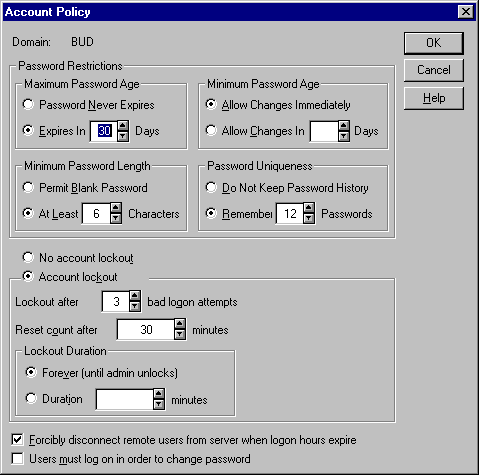 Account Policy
Domain: BUD
OK
Cancel
Help
Password Restrictions
Maximum Password Age
Password Never Expires
Expires In 30 Days
Minimum Password Age
Allow Changes Immediately
Allow Changes In Days
Minimum Password Length
Permit Blank Password
At Least 6 Characters
Password Uniqueness
Do Not Keep Password History
Remember 12 Passwords
No account lockout
Account lockout
Lockout after 3 bad logon attempts
Reset count after 30 minutes
Lockout Duration
Forever (until admin unlocks)
Duration minutes
Forcibly disconnect remote users from server when logon hours expire
Users must log on in order to change password